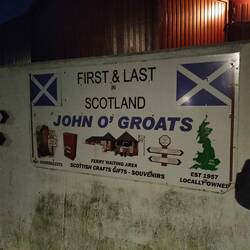 FIRST & LAST
in
SCOTLAND
JOHN O' GROATS
FERRY WAITING AREA
SCOTTISH CRAFTS GIFTS - SOUVENIRS
EST 1957
LOCALLY OWNED